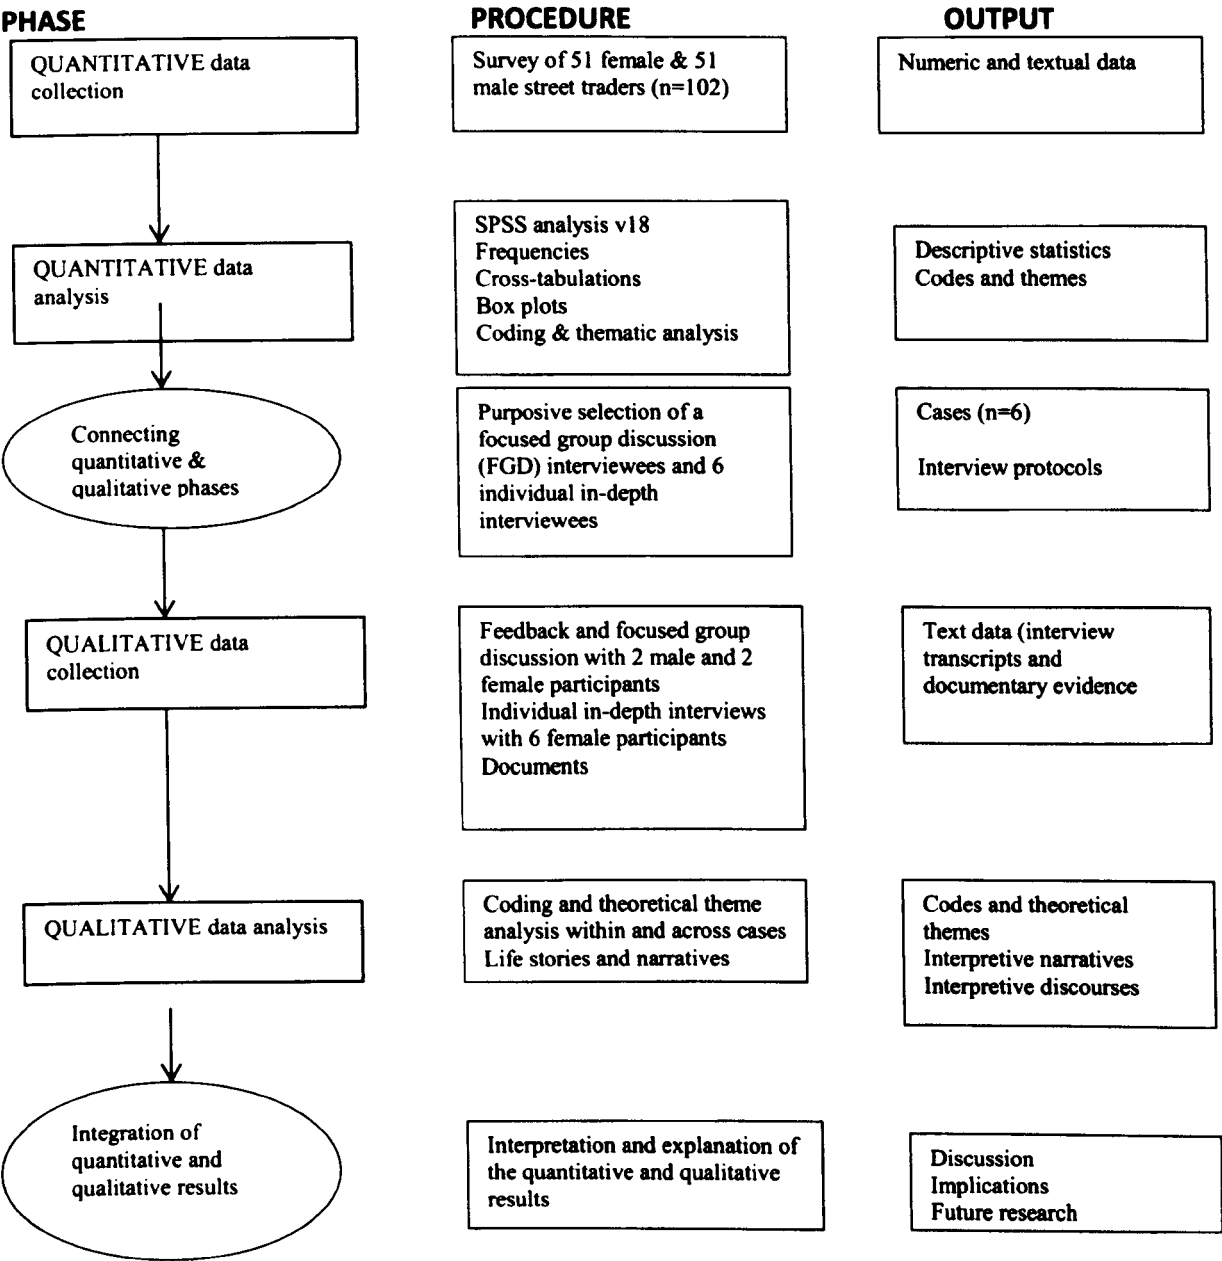 PHASE
PROCEDURE
OUTPUT
QUANTITATIVE data
collection
Survey of 51 female & 51
male street traders (n=102)
Numeric and textual data
QUANTITATIVE data
analysis
SPSS analysis v18
Frequencies
Cross-tabulations
Box plots
Coding & thematic analysis
Descriptive statistics
Codes and themes
Connecting
quantitative &
qualitative phases
Purposive selection of a
focused group discussion
(FGD) interviewees and 6
individual in-depth
interviewees
Cases (n=6)
Interview protocols
QUALITATIVE data
collection
Feedback and focused group
discussion with 2 male and 2
female participants
Individual in-depth interviews
with 6 female participants
Documents
Text data (interview
transcripts and
documentary evidence
QUALITATIVE data analysis
Coding and theoretical theme
analysis within and across cases
Life stories and narratives
Codes and theoretical
themes
Interpretive narratives
Interpretive discourses
Integration of
quantitative and
qualitative results
Interpretation and explanation of
the quantitative and qualitative
results
Discussion
Implications
Future research